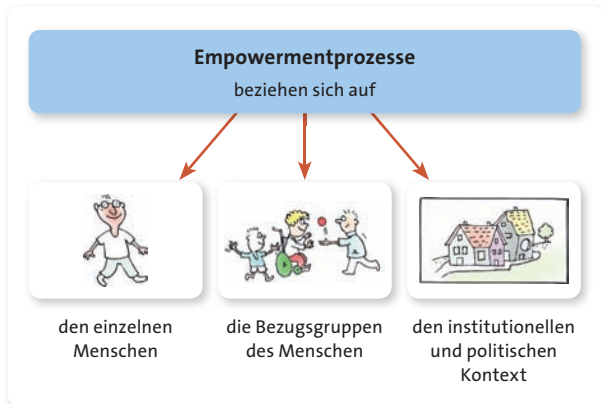 Empowermentprozesse
beziehen sich auf
den einzelnen
Menschen
die Bezugsgruppen
des Menschen
den institutionellen
und politischen
Kontext